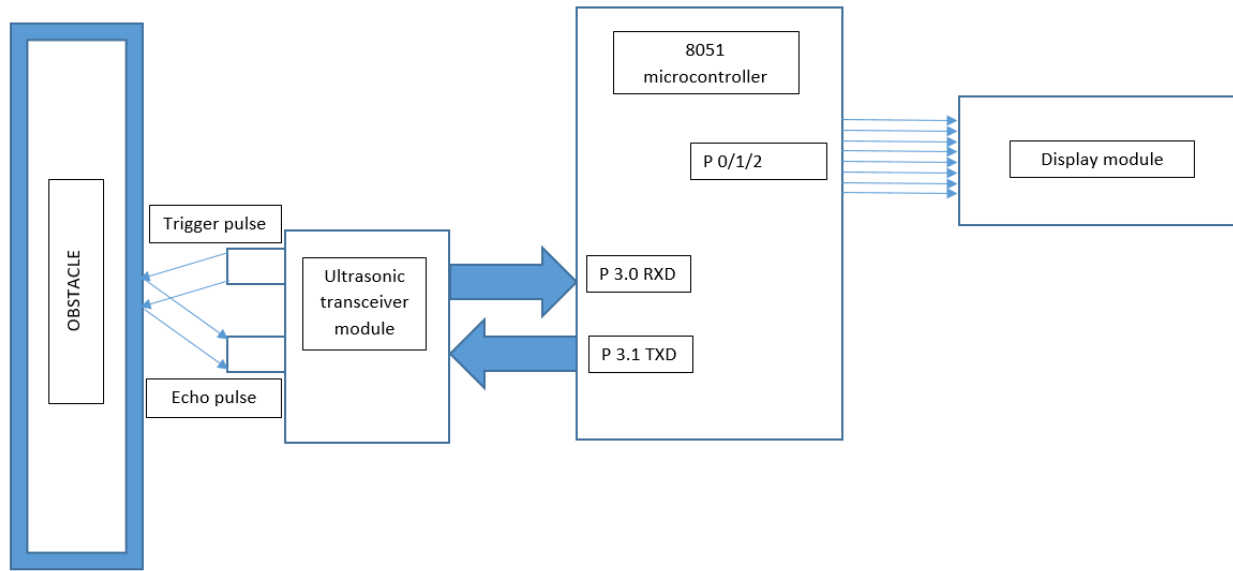 OBSTACLE
Trigger pulse
Echo pulse
Ultrasonic
transceiver
module
8051
microcontroller
P 0/1/2
P 3.0 RXD
P 3.1 TXD
Display module